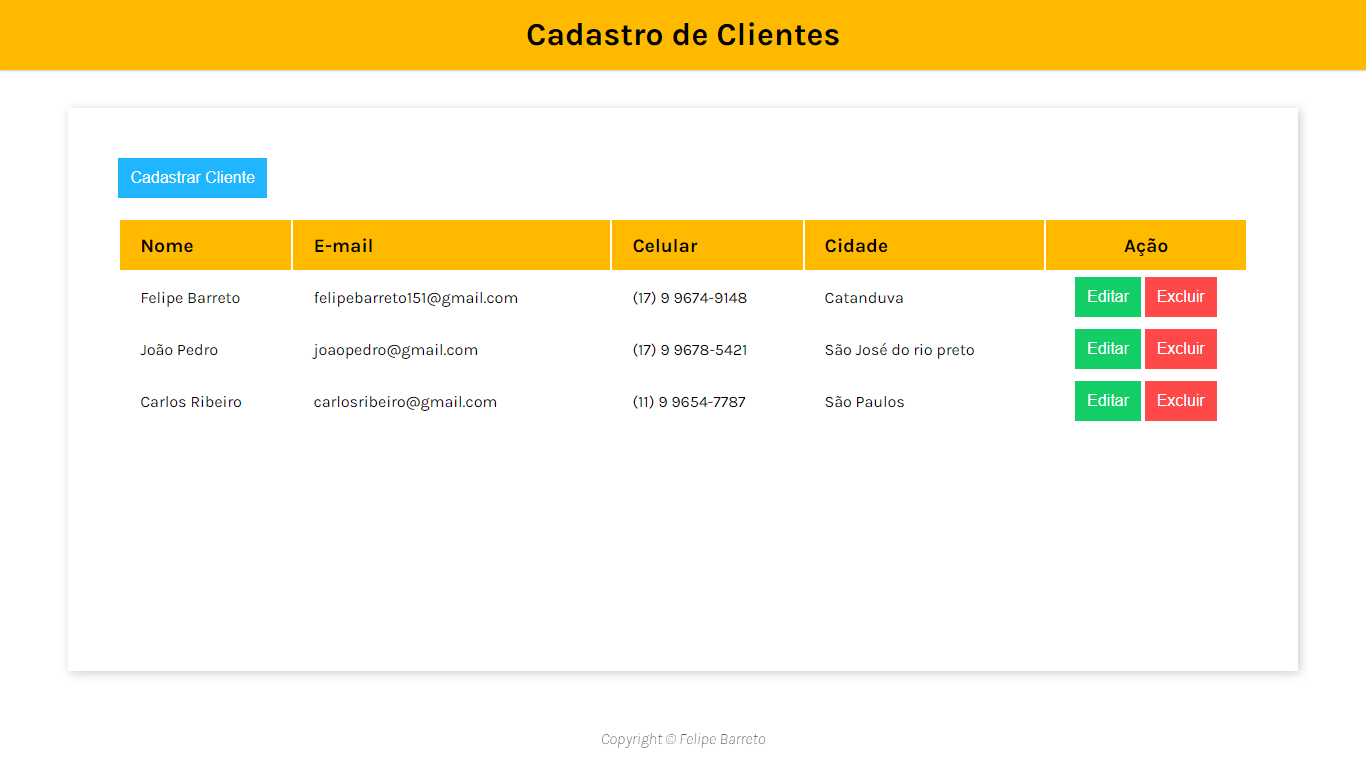 Cadastro de Clientes
Cadastrar Cliente
Nome E-mail Celular Cidade Ação
Felipe Barreto felipebarreto151@gmail.com (17) 9 9674-9148 Catanduva Editar Excluir
João Pedro joaopedro@gmail.com (17) 9 9678-5421 São José do rio preto Editar Excluir
Carlos Ribeiro carlosribeiro@gmail.com (11) 9 9654-7787 São Paulos Editar Excluir
Copyright © Felipe Barreto